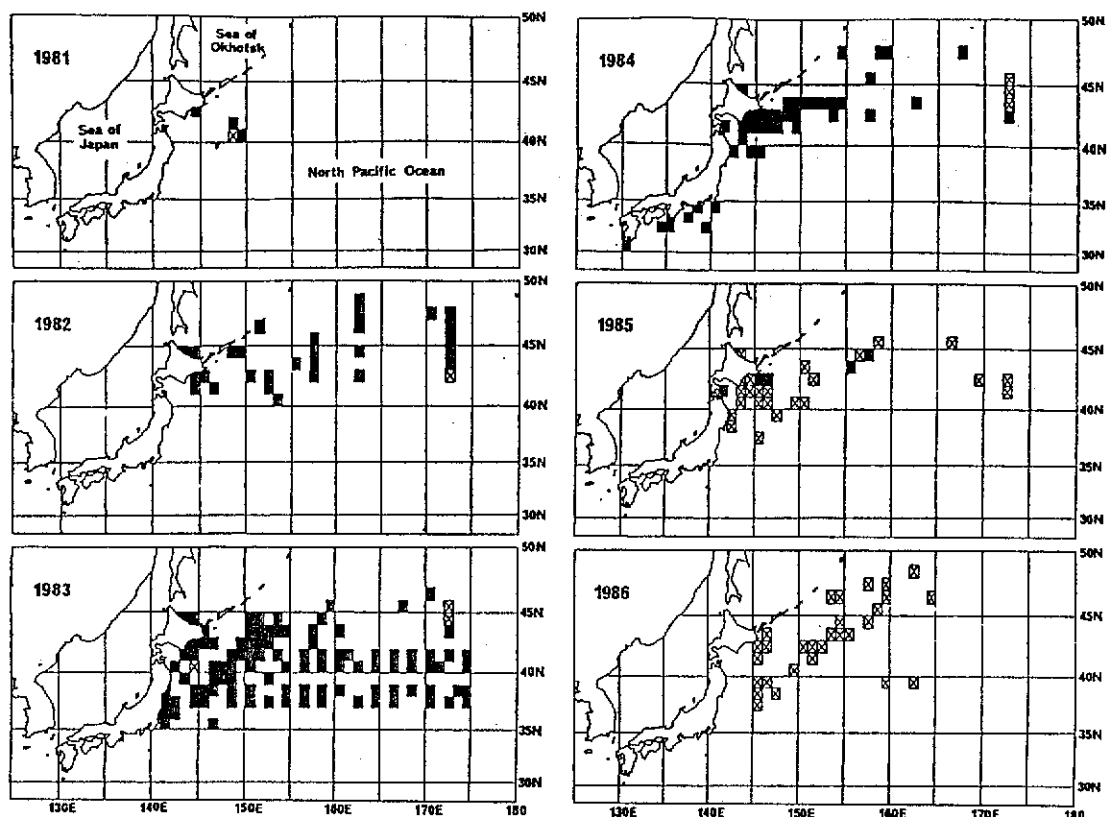 1981
Sea of
Okhotsk
Sea of
Japan
North Pacific Ocean
50N
45N
40N
35N
30N
1982
50N
45N
40N
35N
30N
1983
50N
45N
40N
35N
30N
130E 140E 150E 160E 170E 180
1984
50N
45N
40N
35N
30N
1985
50N
45N
40N
35N
30N
1986
50N
45N
40N
35N
30N
130E 140E 150E 160E 170E 180